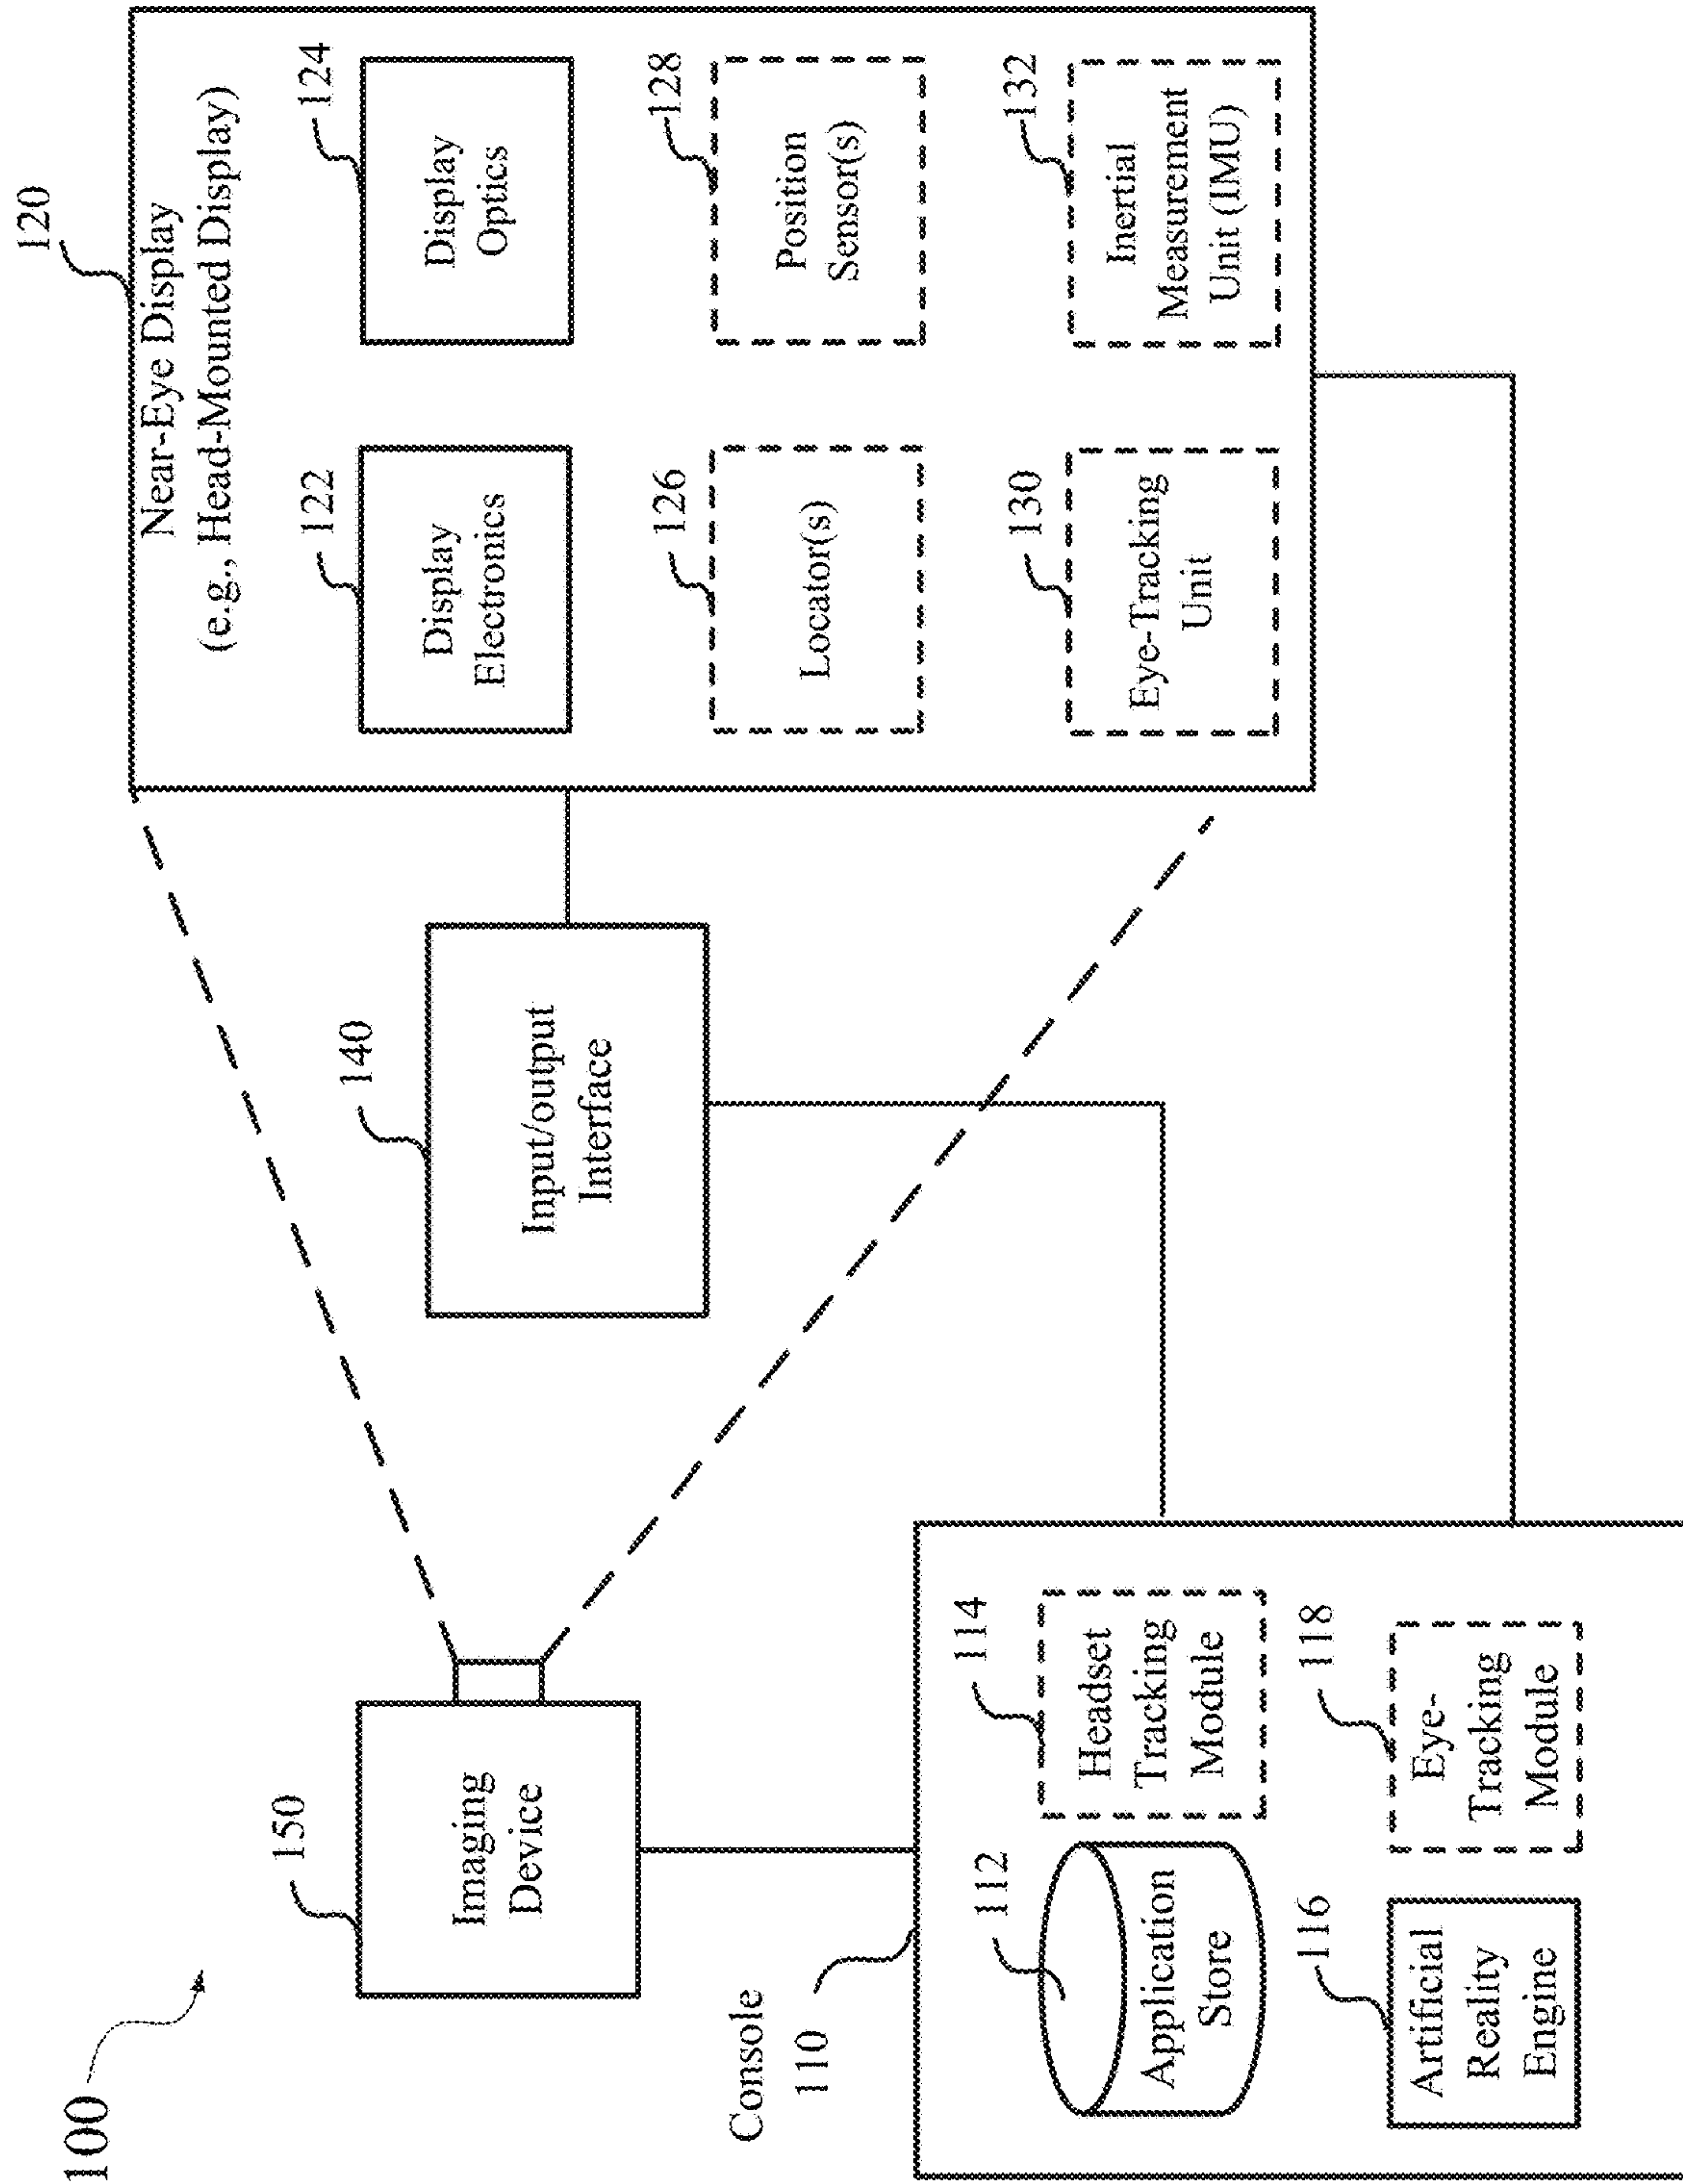 100
150
Imaging
Device
140
Input/output
Interface
120
Near-Eye Display
(e.g., Head-Mounted Display)
122
Display
Electronics
124
Display
Optics
126
Locator(s)
128
Position
Sensor(s)
130
Eye-Tracking
Unit
132
Inertial
Measurement
Unit (IMU)
Console
110
112
Application
Store
114
Headset
Tracking
Module
116
Artificial
Reality
Engine
118
Eye-
Tracking
Module